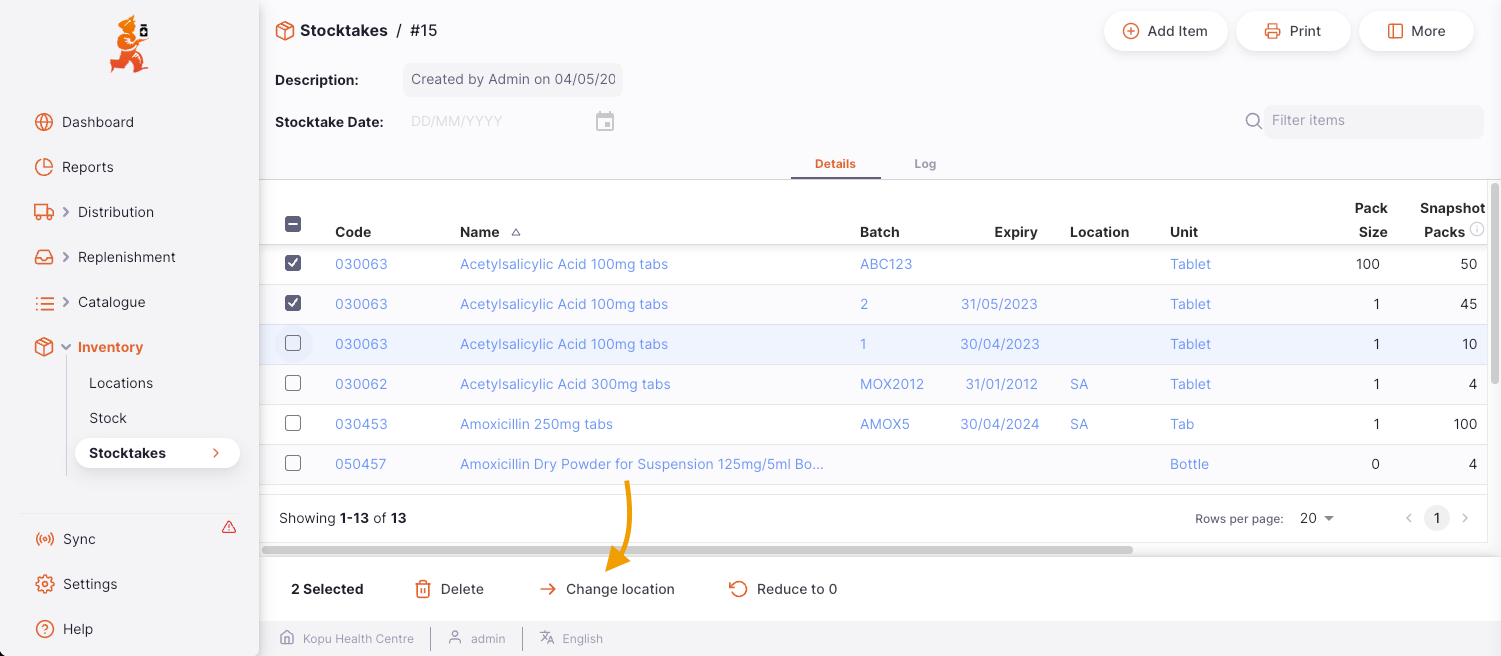 Stocktakes / #15
Add Item
Print
More
Description:
Created by Admin on 04/05/20
Stocktake Date:
DD/MM/YYYY
Filter items
Dashboard
Reports
Distribution
Replenishment
Catalogue
Inventory
Locations
Stock
Stocktakes
Sync
Settings
Help
Details Log
Code Name Batch Expiry Location Unit Pack Size Snapshot Packs
030063 Acetylsalicylic Acid 100mg tabs ABC123 Tablet 100 50
030063 Acetylsalicylic Acid 100mg tabs 2 31/05/2023 Tablet 1 45
030063 Acetylsalicylic Acid 100mg tabs 1 30/04/2023 Tablet 1 10
030062 Acetylsalicylic Acid 300mg tabs MOX2012 31/01/2012 SA Tablet 1 4
030453 Amoxicillin 250mg tabs AMOX5 30/04/2024 SA Tab 1 100
050457 Amoxicillin Dry Powder for Suspension 125mg/5ml Bo... Bottle 0 4
Showing 1-13 of 13
Rows per page: 20
1
2 Selected Delete Change location Reduce to 0
Kopu Health Centre admin English